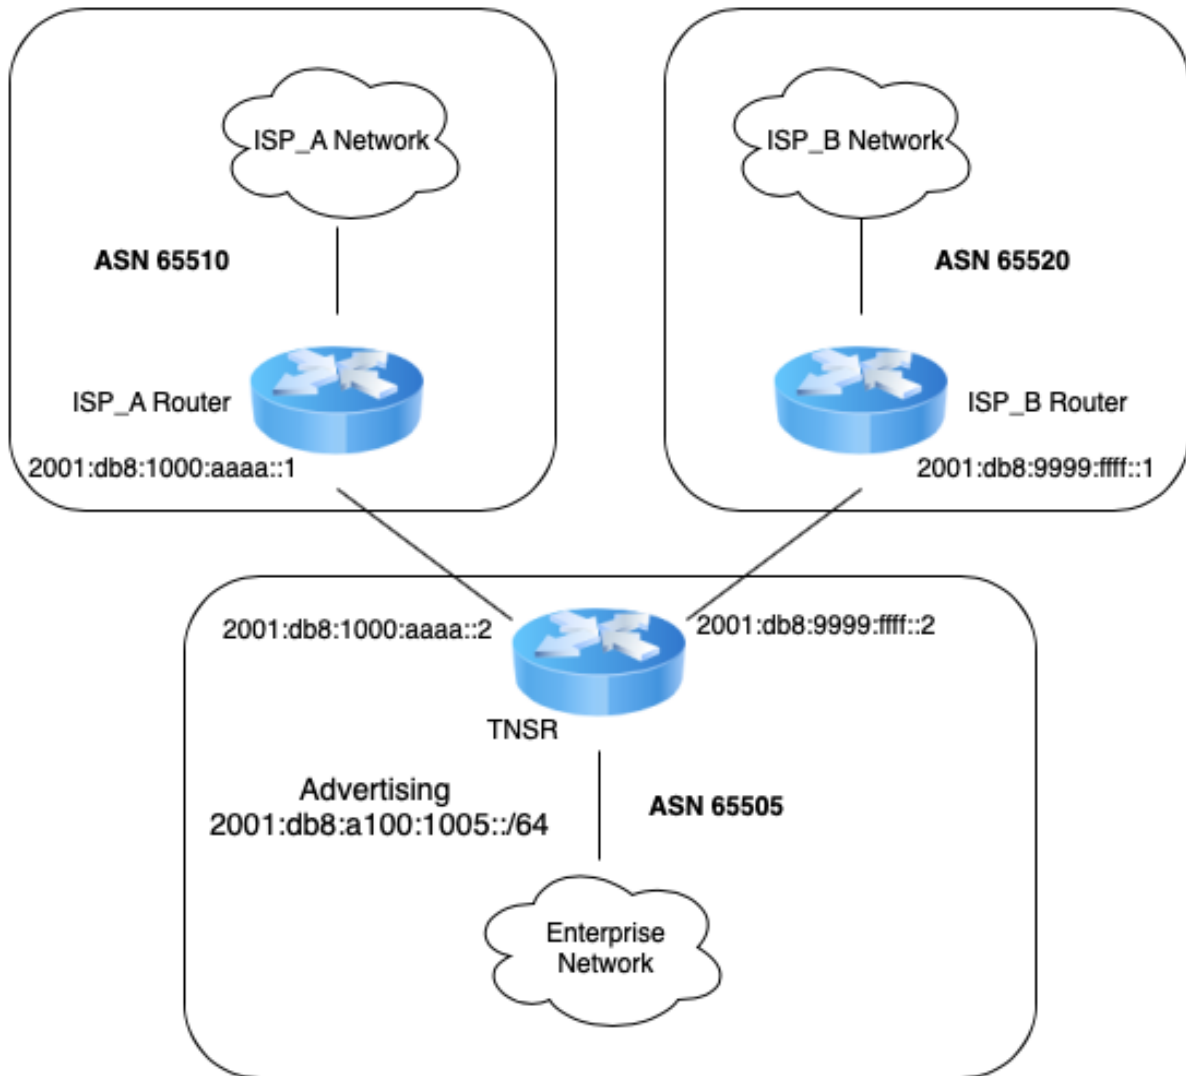 ISP_A Network
ISP_B Network
ASN 65510
ASN 65520
ISP_A Router
ISP_B Router
2001:db8:1000:aaaa::1
2001:db8:9999:ffff::1
2001:db8:1000:aaaa::2
2001:db8:9999:ffff::2
TNSR
Advertising
2001:db8:a100:1005::/64
ASN 65505
Enterprise
Network